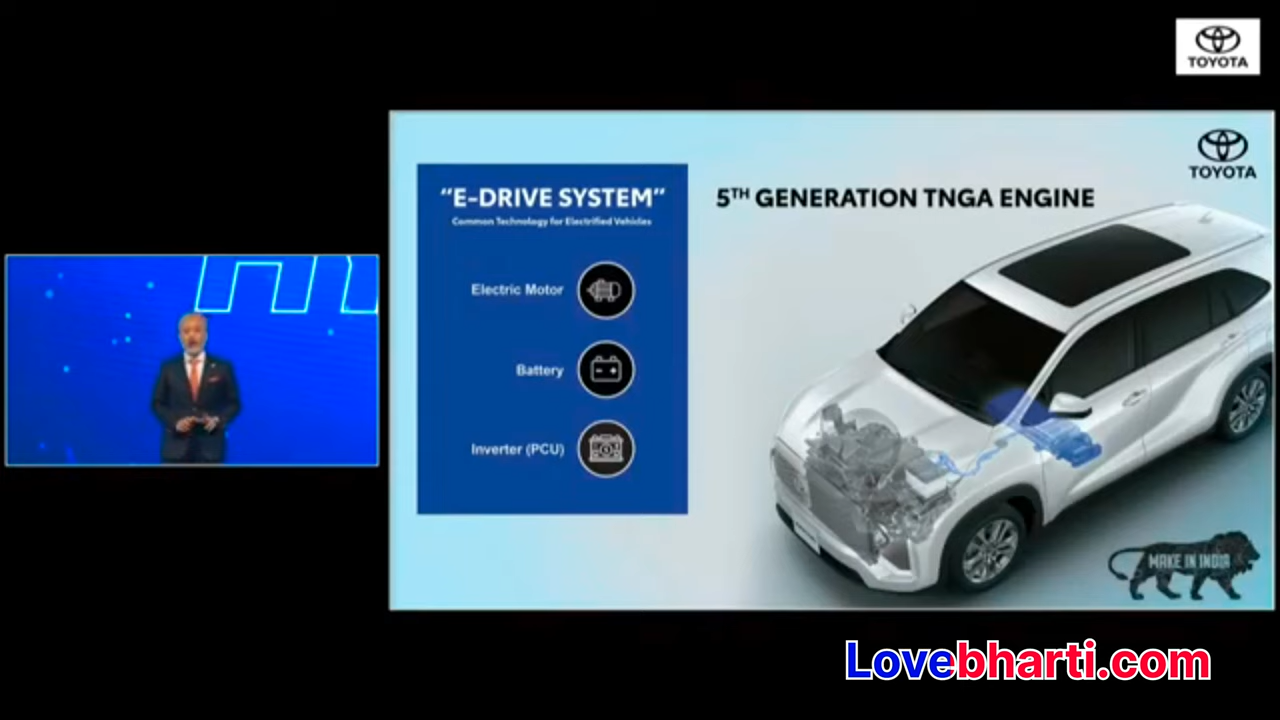 TOYOTA
TOYOTA
“E-DRIVE SYSTEM”
Common Technology for Electrified Vehicles
Electric Motor
Battery
Inverter (PCU)
5TH GENERATION TNGA ENGINE
MAKE IN INDIA
Lovebharti.com